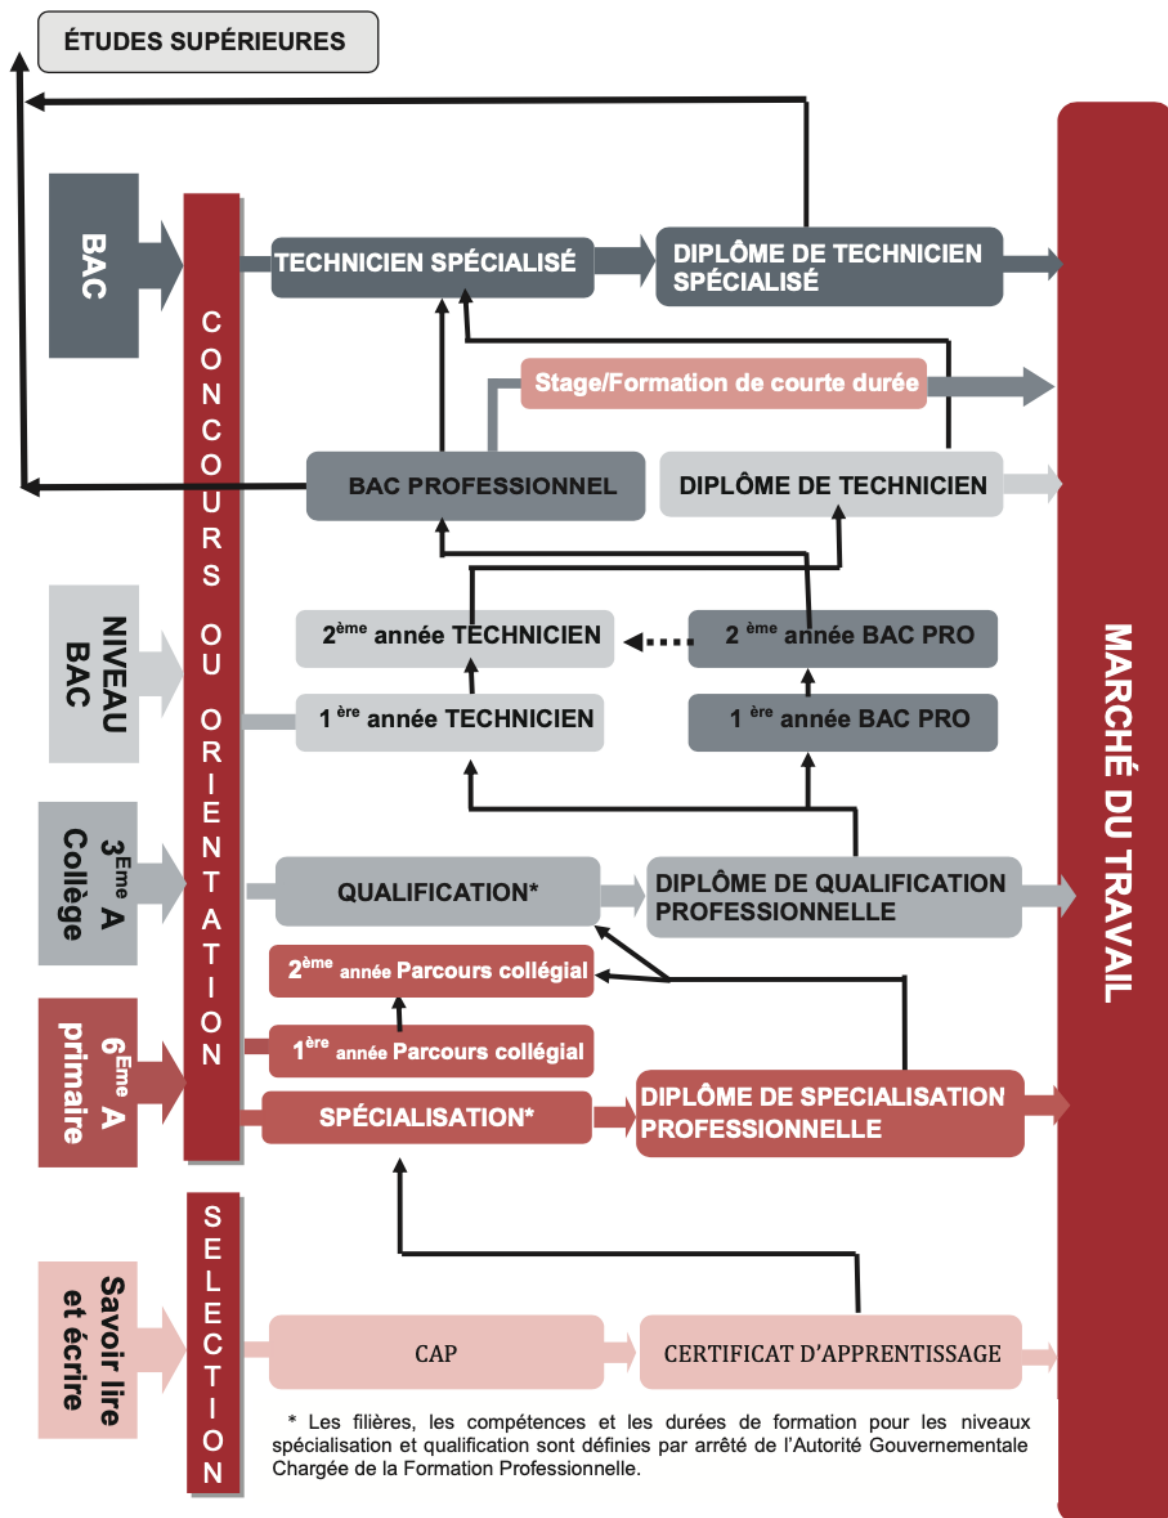 ÉTUDES SUPÉRIEURES
BAC
CONCOURS OU ORIENTATION
TECHNICIEN SPÉCIALISÉ
DIPLÔME DE TECHNICIEN
SPÉCIALISÉ
Stage/Formation de courte durée
BAC PROFESSIONNEL
DIPLÔME DE TECHNICIEN
NIVEAU
BAC
2ème année TECHNICIEN
2 ème année BAC PRO
1 ère année TECHNICIEN
1 ère année BAC PRO
MARCHÉ DU TRAVAIL
3Eme A
Collège
QUALIFICATION*
DIPLÔME DE QUALIFICATION
PROFESSIONNELLE
2ème année Parcours collégial
1ère année Parcours collégial
6Eme A
primaire
SPÉCIALISATION*
DIPLÔME DE SPECIALISATION
PROFESSIONNELLE
SELECTION
Savoir lire
et écrire
CAP
CERTIFICAT D'APPRENTISSAGE
* Les filières, les compétences et les durées de formation pour les niveaux
spécialisation et qualification sont définies par arrêté de l'Autorité Gouvernementale
Chargée de la Formation Professionnelle.